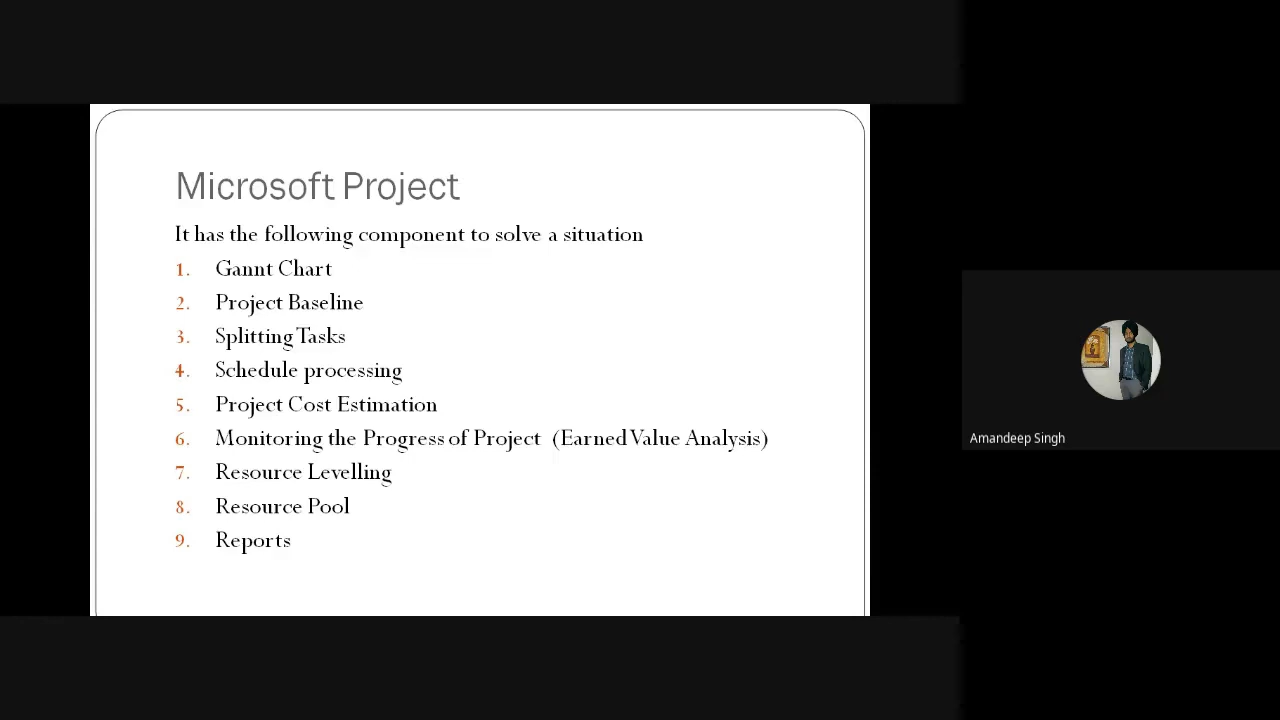 Microsoft Project
It has the following component to solve a situation
1. Gannt Chart
2. Project Baseline
3. Splitting Tasks
4. Schedule processing
5. Project Cost Estimation
6. Monitoring the Progress of Project (Earned Value Analysis)
7. Resource Levelling
8. Resource Pool
9. Reports
Amandeep Singh